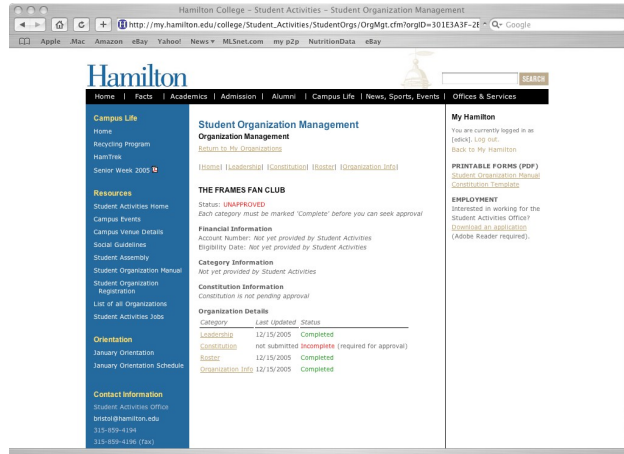 Hamilton College – Student Activities – Student Organization Management
http://my.hamilton.edu/college/Student_Activities/StudentOrgs/OrgMgt.cfm?orgID=301E3A3F-2E
Google
Apple .Mac Amazon eBay Yahoo! News MLSnet.com my p2p NutritionData eBay
Hamilton
SEARCH
Home | Facts | Academics | Admission | Alumni | Campus Life | News, Sports, Events | Offices & Services
Campus Life
Home
Recycling Program
HamTrek
Senior Week 2005
Resources
Student Activities Home
Campus Events
Campus Venue Details
Social Guidelines
Student Assembly
Student Organization Manual
Student Organization
Registration
List of all Organizations
Student Activities Jobs
Orientation
January Orientation
January Orientation Schedule
Contact Information
Student Activities Office
bristol@hamilton.edu
315-859-4194
315-859-4196 (fax)
Student Organization Management
Organization Management
Return to My Organizations
|Home| |Leadership| |Constitution| |Roster| |Organization Info|
THE FRAMES FAN CLUB
Status: UNAPPROVED
Each category must be marked 'Complete' before you can seek approval
Financial Information
Account Number: Not yet provided by Student Activities
Eligibility Date: Not yet provided by Student Activities
Category Information
Not yet provided by Student Activities
Constitution Information
Constitution is not pending approval
Organization Details
Category Last Updated Status
Leadership 12/15/2005 Completed
Constitution not submitted Incomplete (required for approval)
Roster 12/15/2005 Completed
Organization Info 12/15/2005 Completed
My Hamilton
You are currently logged in as
[edick]. Log out.
Back to My Hamilton
PRINTABLE FORMS (PDF)
Student Organization Manual
Constitution Template
EMPLOYMENT
Interested in working for the
Student Activities Office?
Download an application
(Adobe Reader required).